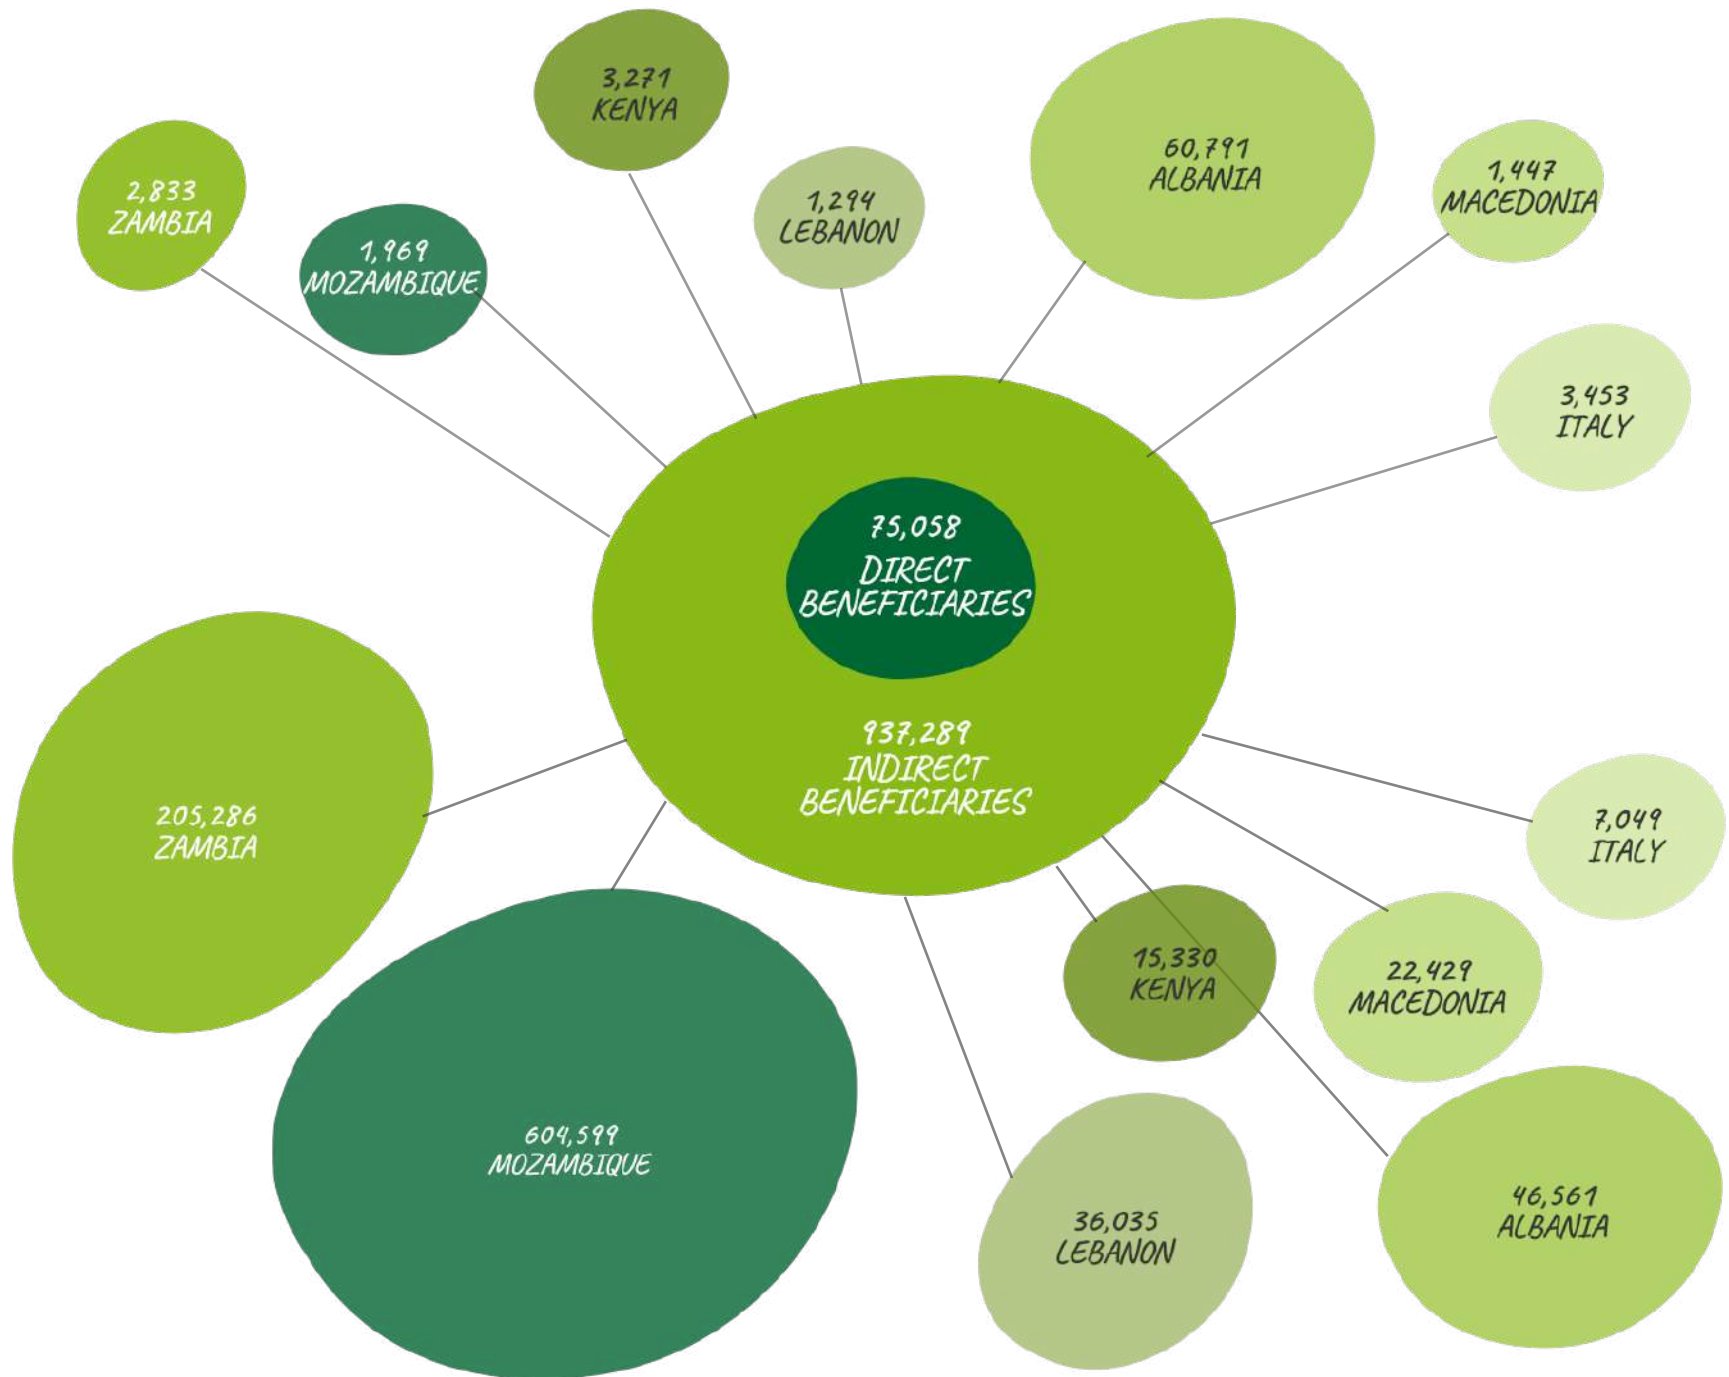 3,271
KENYA
2,833
ZAMBIA
1,969
MOZAMBIQUE
1,294
LEBANON
60,791
ALBANIA
1,447
MACEDONIA
3,453
ITALY
75,058
DIRECT
BENEFICIARIES
937,289
INDIRECT
BENEFICIARIES
205,286
ZAMBIA
604,599
MOZAMBIQUE
36,035
LEBANON
15,330
KENYA
46,561
ALBANIA
22,429
MACEDONIA
7,049
ITALY